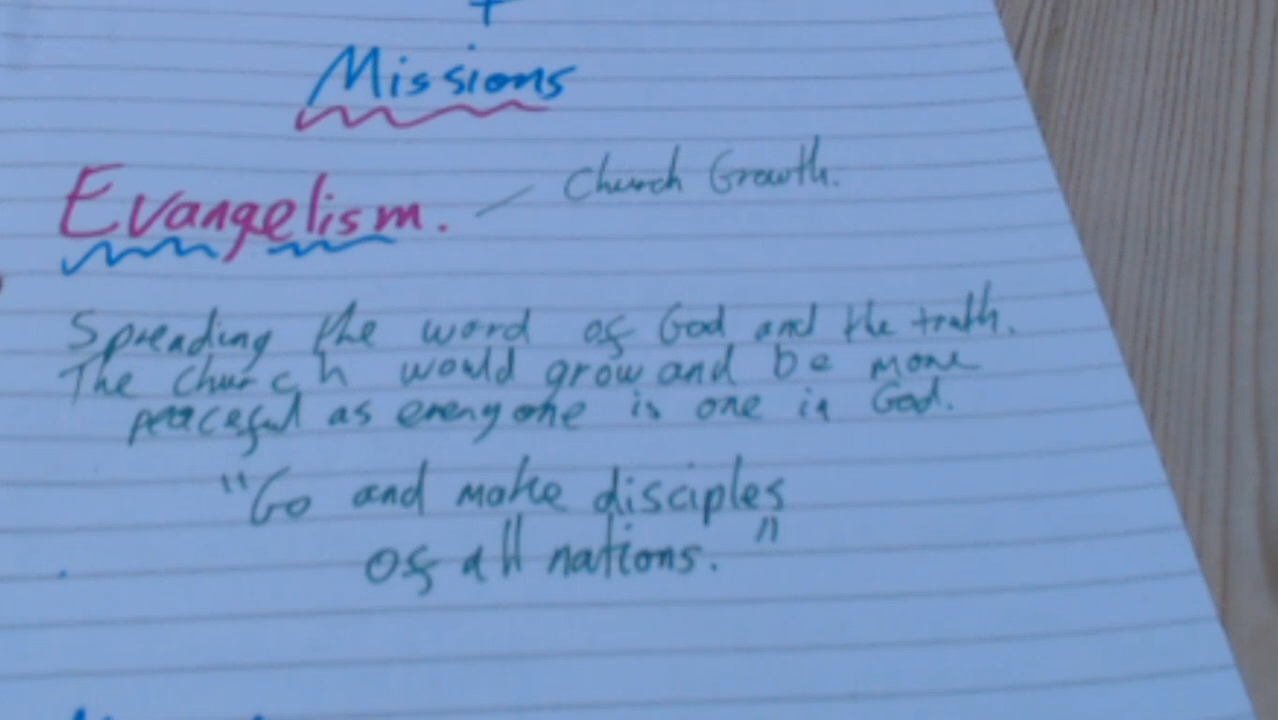 Missions
Evangelism. – Church Growth.
Spreading the word of God and the truth.
The church would grow and be more
peaceful as everyone is one in God.
"Go and make disciples
of all nations."